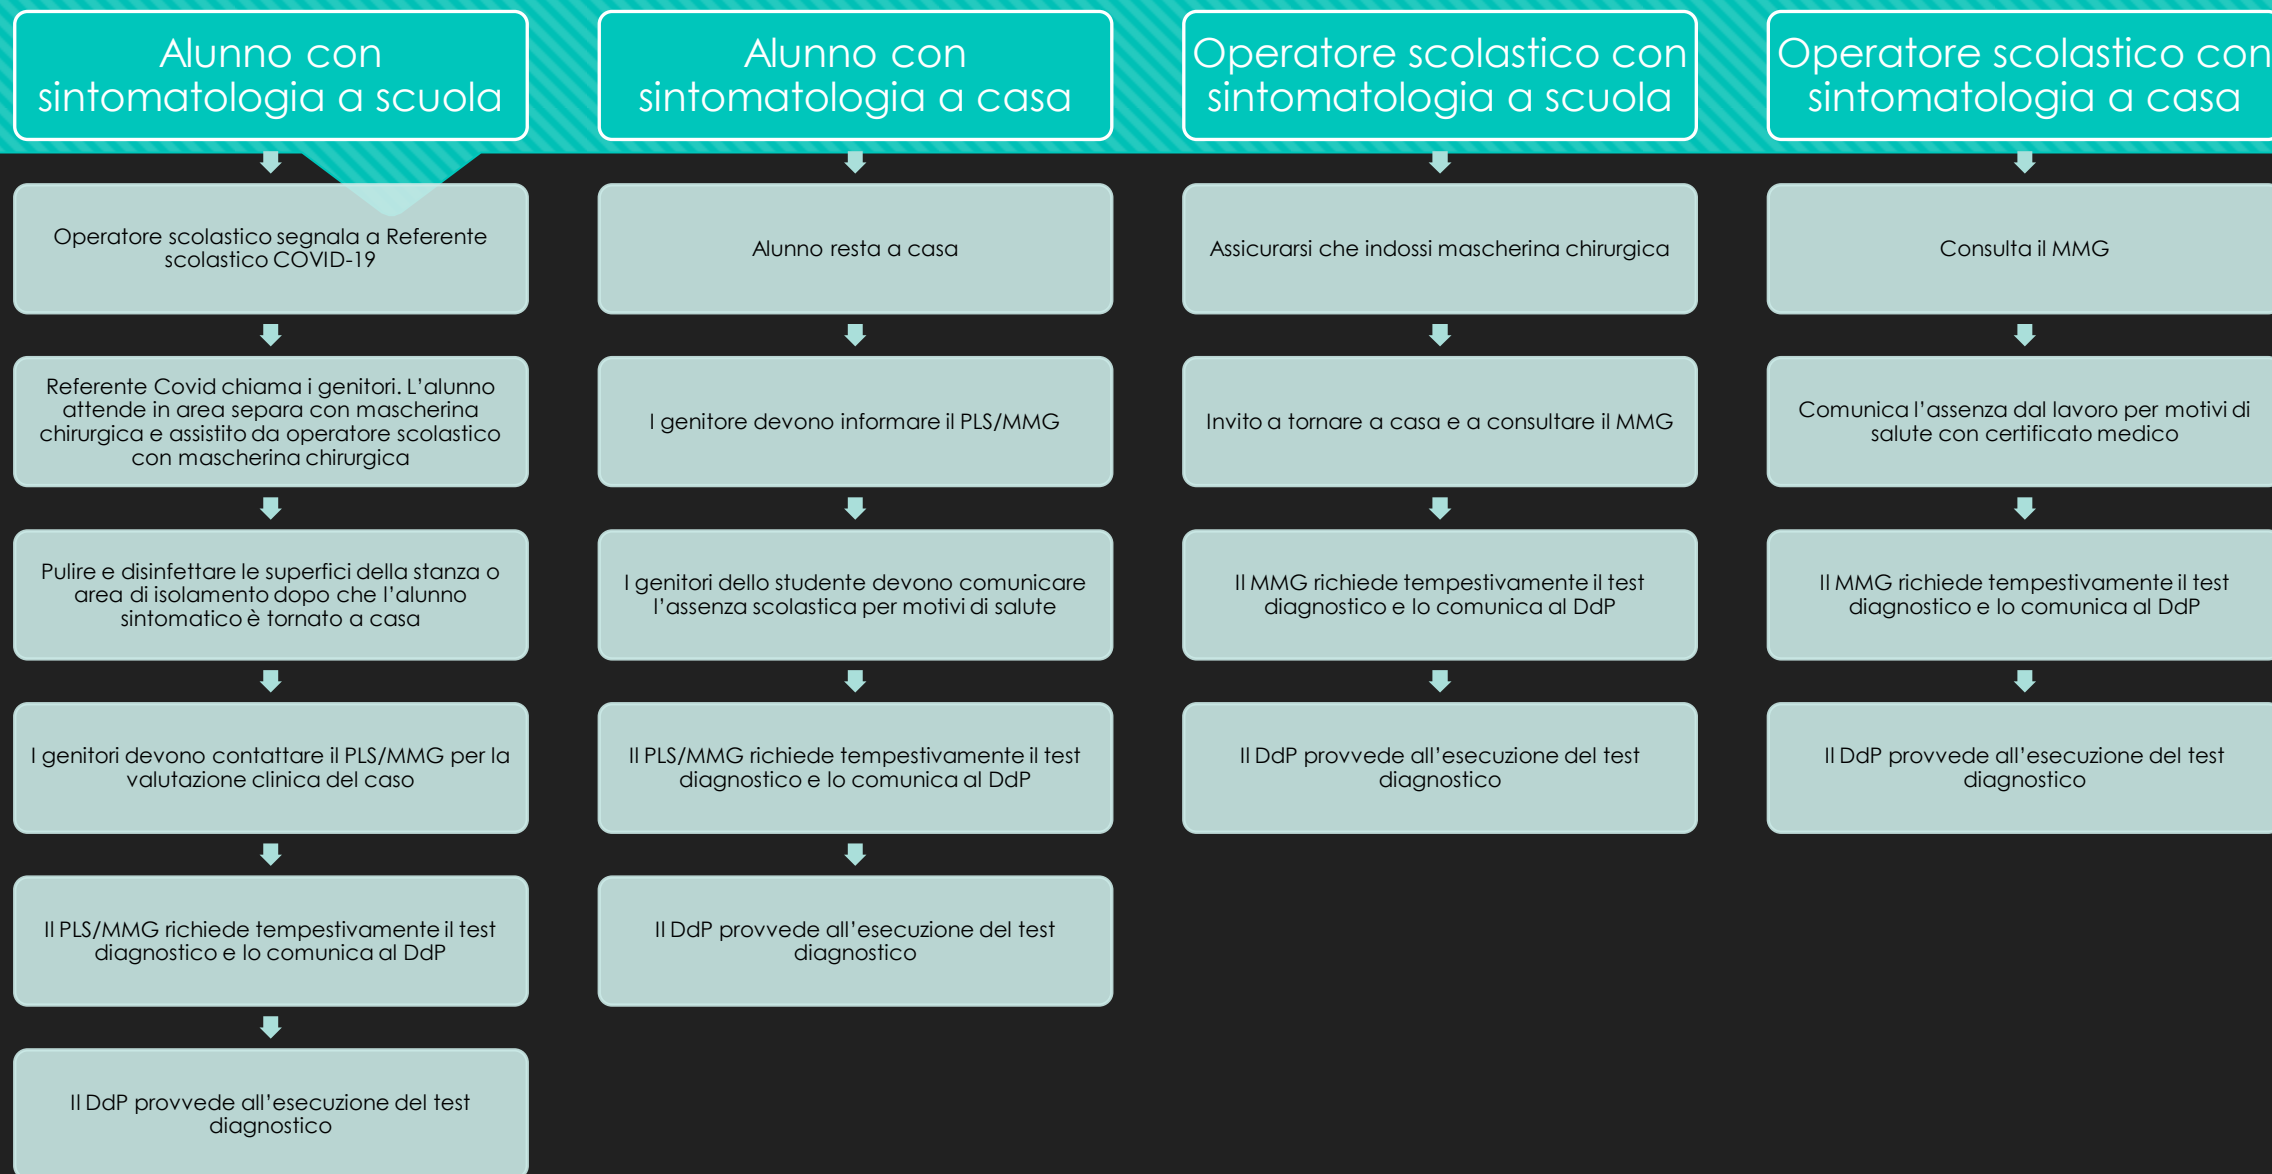 Alunno con
sintomatologia a scuola
Operatore scolastico segnala a Referente
scolastico COVID-19
Referente Covid chiama i genitori. L’alunno
attende in area separa con mascherina
chirurgica e assistito da operatore scolastico
con mascherina chirurgica
Pulire e disinfettare le superfici della stanza o
area di isolamento dopo che l’alunno
sintomatico è tornato a casa
I genitori devono contattare il PLS/MMG per la
valutazione clinica del caso
Il PLS/MMG richiede tempestivamente il test
diagnostico e lo comunica al DdP
Il DdP provvede all’esecuzione del test
diagnostico
Alunno con
sintomatologia a casa
Alunno resta a casa
I genitore devono informare il PLS/MMG
I genitori dello studente devono comunicare
l’assenza scolastica per motivi di salute
Il PLS/MMG richiede tempestivamente il test
diagnostico e lo comunica al DdP
Il DdP provvede all’esecuzione del test
diagnostico
Operatore scolastico con
sintomatologia a scuola
Assicurarsi che indossi mascherina chirurgica
Invito a tornare a casa e a consultare il MMG
Il MMG richiede tempestivamente il test
diagnostico e lo comunica al DdP
Il DdP provvede all’esecuzione del test
diagnostico
Operatore scolastico con
sintomatologia a casa
Consulta il MMG
Comunica l’assenza dal lavoro per motivi di
salute con certificato medico
Il MMG richiede tempestivamente il test
diagnostico e lo comunica al DdP
Il DdP provvede all’esecuzione del test
diagnostico